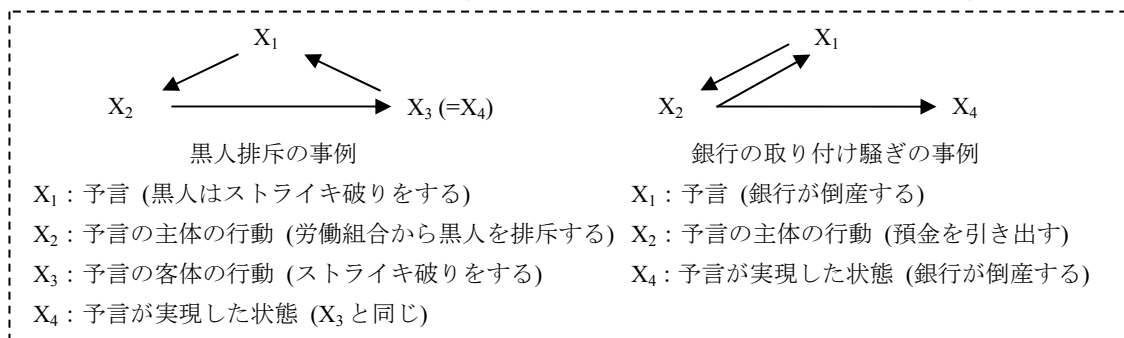 X₁ X₁
X₂ X₃ (=X₄) X₂ X₄
黒人排斥の事例 銀行の取り付け騒ぎの事例
X₁：予言 (黒人はストライキ破りをする) X₁：予言 (銀行が倒産する)
X₂：予言の主体の行動 (労働組合から黒人を排斥する) X₂：予言の主体の行動 (預金を引き出す)
X₃：予言の客体の行動 (ストライキ破りをする) X₄：予言が実現した状態 (銀行が倒産する)
X₄：予言が実現した状態 (X₃と同じ)